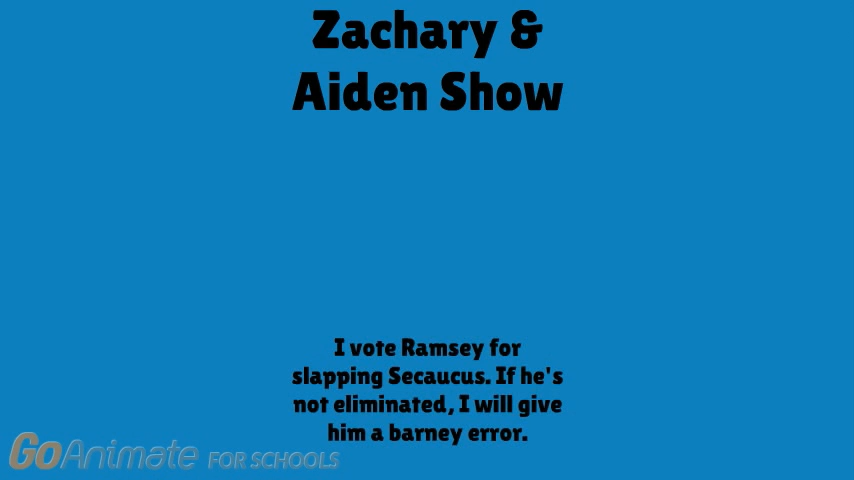 Zachary &
Aiden Show
I vote Ramsey for
slapping Secaucus. If he's
not eliminated, I will give
him a barney error.
GoAnimate FOR SCHOOLS